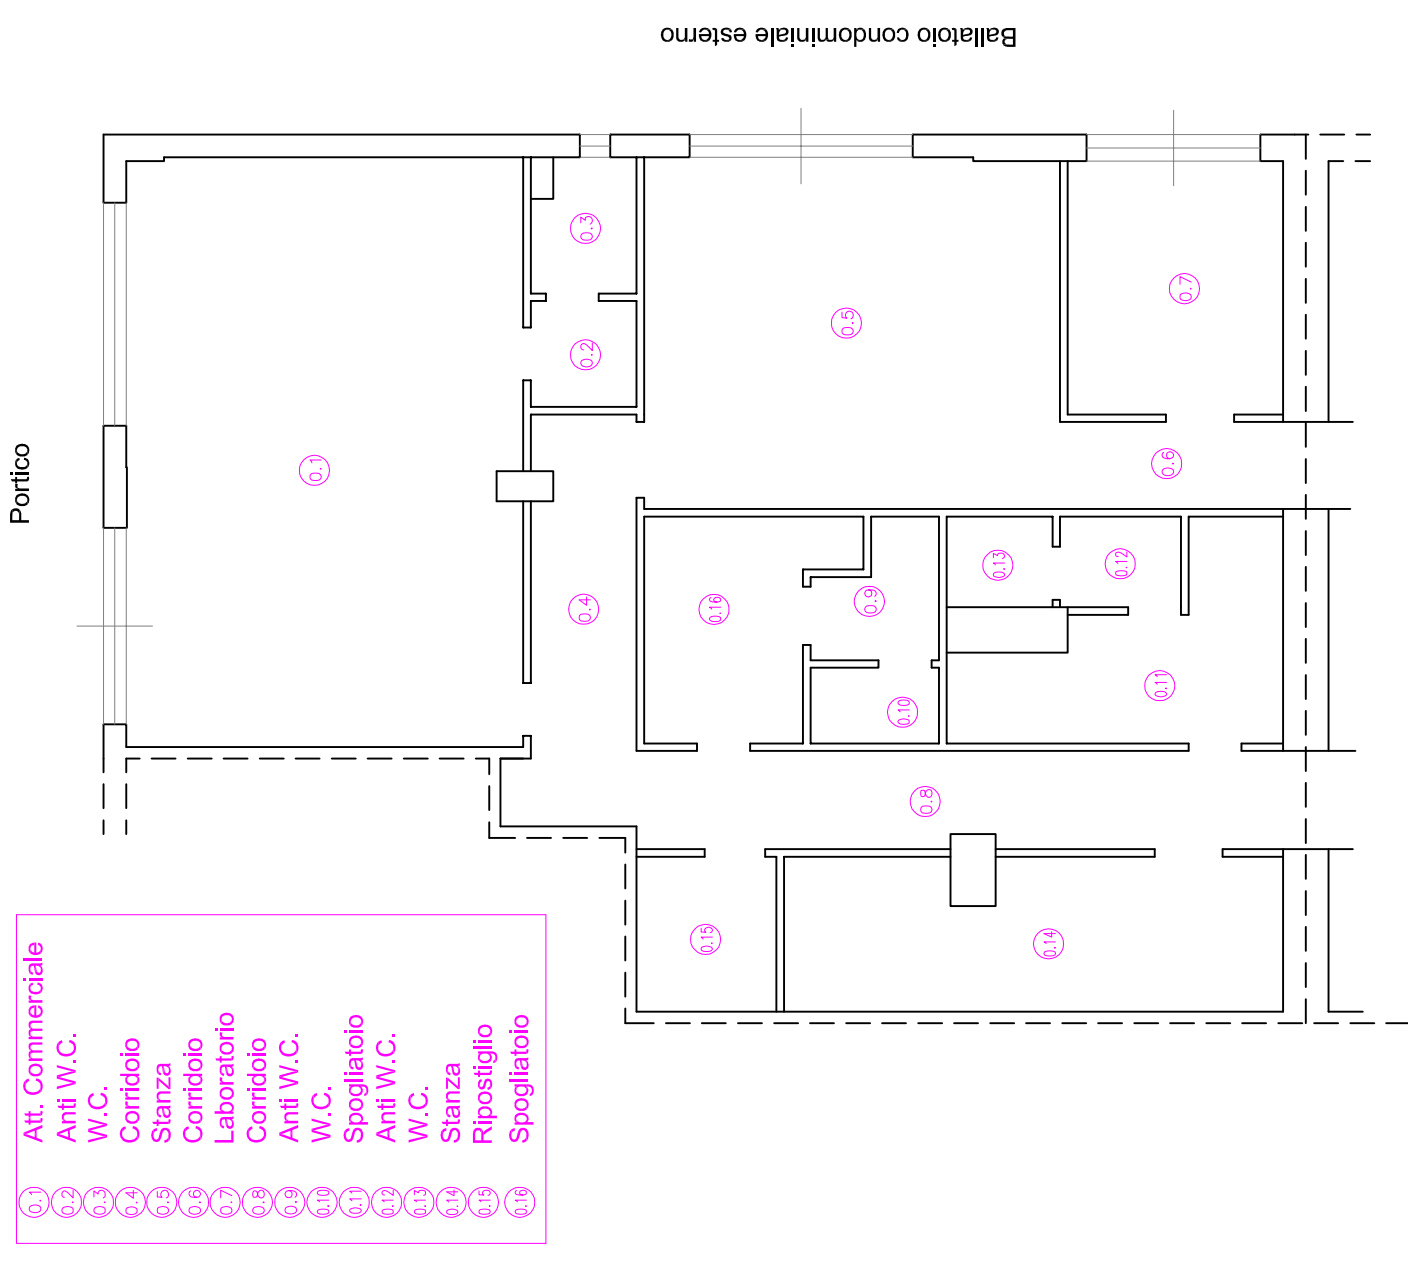 Ballatoio condominiale esterno
Portico
0.3
0.7
0.5
0.2
0.6
0.1
0.13
0.12
0.9
0.16
0.4
0.11
0.10
0.8
0.15
0.14
0.1 Att. Commerciale
0.2 Anti W.C.
0.3 W.C.
0.4 Corridoio
0.5 Stanza
0.6 Corridoio
0.7 Laboratorio
0.8 Corridoio
0.9 Anti W.C.
0.10 W.C.
0.11 Spogliatoio
0.12 Anti W.C.
0.13 W.C.
0.14 Stanza
0.15 Ripostiglio
0.16 Spogliatoio